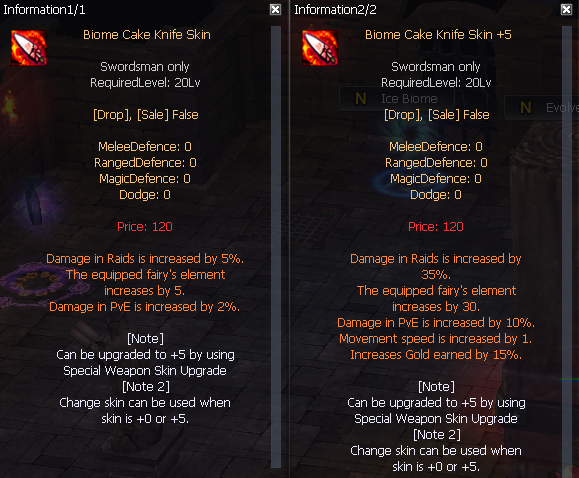 Information1/1
Biome Cake Knife Skin
Swordsman only
RequiredLevel: 20Lv
[Drop], [Sale] False
MeleeDefence: 0
RangedDefence: 0
MagicDefence: 0
Dodge: 0
Price: 120
Damage in Raids is increased by 5%.
The equipped fairy's element
increases by 5.
Damage in PvE is increased by 2%.
[Note]
Can be upgraded to +5 by using
Special Weapon Skin Upgrade
[Note 2]
Change skin can be used when
skin is +0 or +5.
Information2/2
Biome Cake Knife Skin +5
Swordsman only
RequiredLevel: 20Lv
N Ice Biome
N Evolve
[Drop], [Sale] False
MeleeDefence: 0
RangedDefence: 0
MagicDefence: 0
Dodge: 0
Price: 120
Damage in Raids is increased by
35%.
The equipped fairy's element
increases by 30.
Damage in PvE is increased by 10%.
Movement speed is increased by 1.
Increases Gold earned by 15%.
[Note]
Can be upgraded to +5 by using
Special Weapon Skin Upgrade
[Note 2]
Change skin can be used when
skin is +0 or +5.